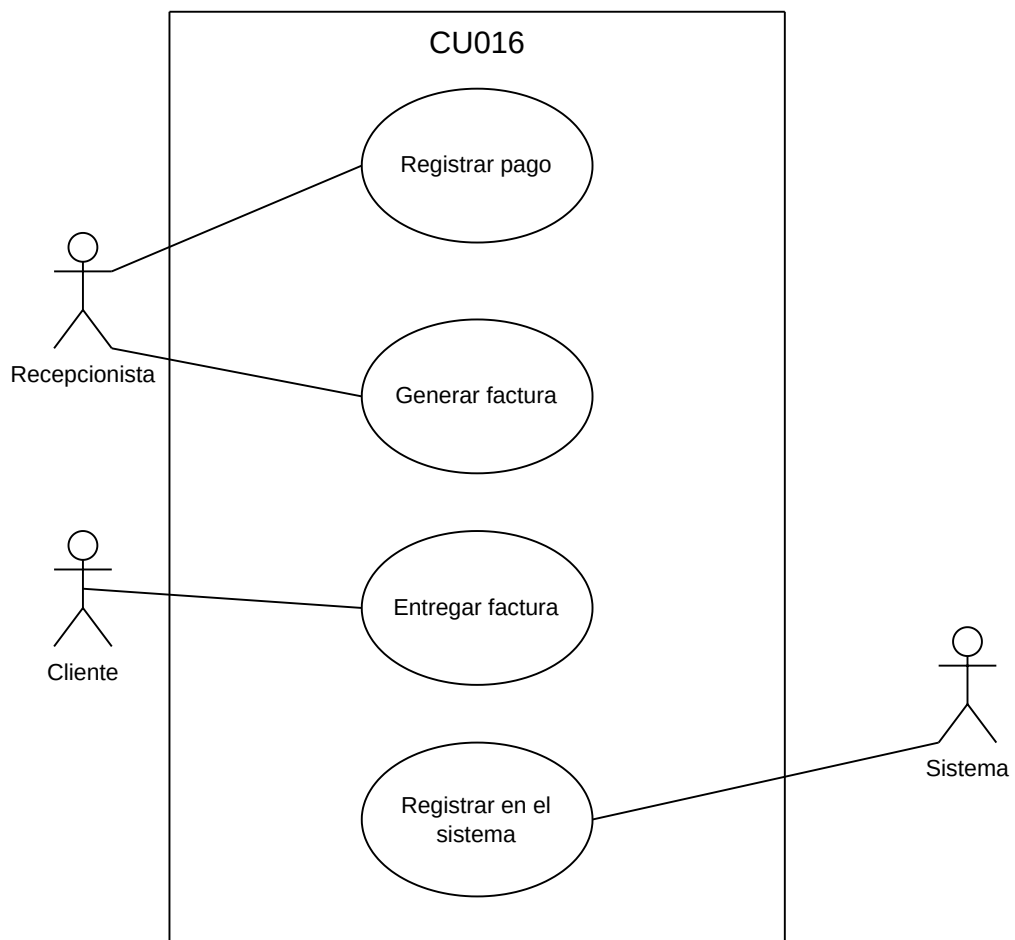 CU016
Registrar pago
Recepcionista
Generar factura
Entregar factura
Cliente
Sistema
Registrar en el
sistema